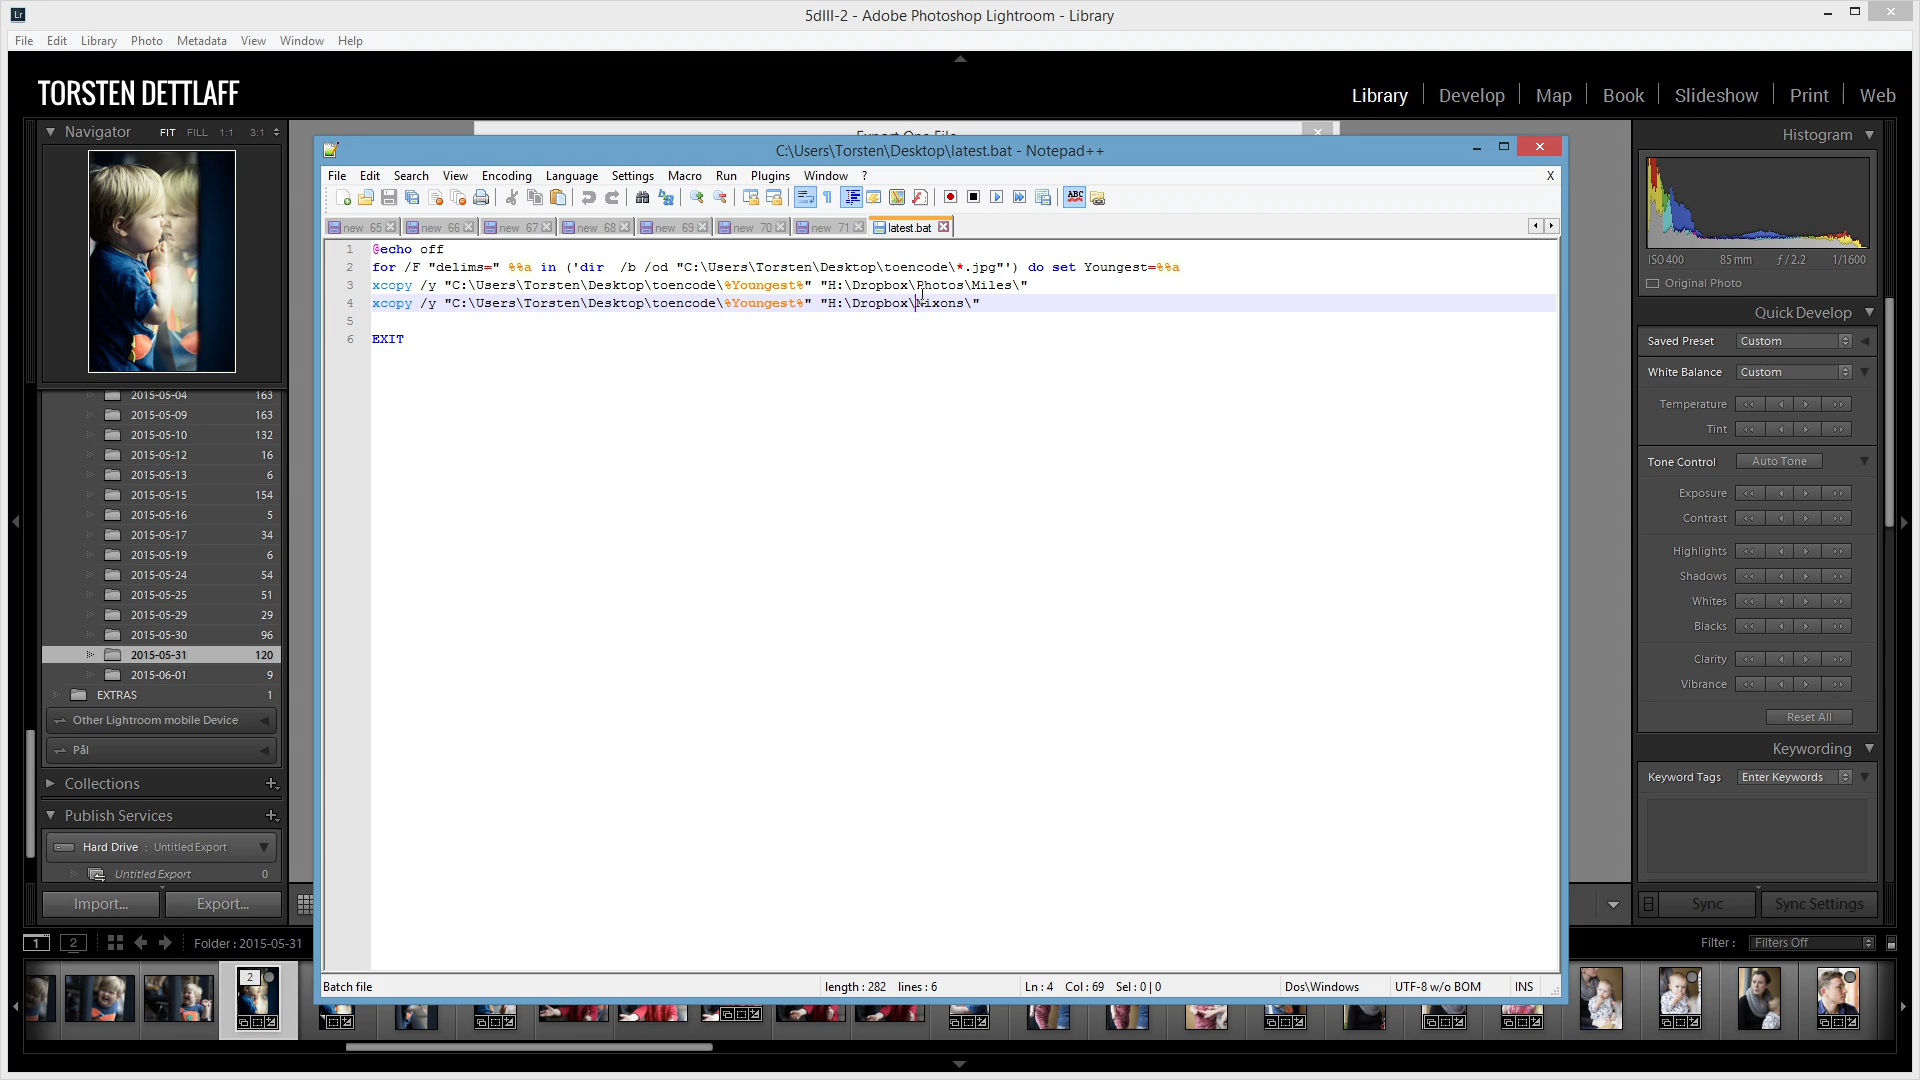 Lr
5dIII-2 - Adobe Photoshop Lightroom - Library
File Edit Library Photo Metadata View Window Help
TORSTEN DETTLAFF
Library Develop Map Book Slideshow Print Web
Navigator FIT FILL 1:1 3:1
2015-05-04 163
2015-05-09 163
2015-05-10 132
2015-05-12 16
2015-05-13 6
2015-05-15 154
2015-05-16 5
2015-05-17 34
2015-05-19 6
2015-05-24 54
2015-05-25 51
2015-05-29 29
2015-05-30 96
2015-05-31 120
2015-06-01 9
EXTRAS 1
Other Lightroom mobile Device
Pål
Collections
Publish Services
Hard Drive : Untitled Export
Untitled Export 0
Import... Export...
C:\Users\Torsten\Desktop\latest.bat - Notepad++
File Edit Search View Encoding Language Settings Macro Run Plugins Window ? X
ABC
new 65 new 66 new 67 new 68 new 69 new 70 new 71 latest.bat
1 @echo off
2 for /F "delims=" %%a in ('dir  /b /od "C:\Users\Torsten\Desktop\toencode\*.jpg"') do set Youngest=%%a
3 xcopy /y "C:\Users\Torsten\Desktop\toencode\%Youngest%" "H:\Dropbox\Photos\Miles\"
4 xcopy /y "C:\Users\Torsten\Desktop\toencode\%Youngest%" "H:\Dropbox\Nixons\"
5
6 EXIT
Batch file length : 282 lines : 6 Ln : 4 Col : 69 Sel : 0 | 0 Dos\Windows UTF-8 w/o BOM INS
Histogram
ISO 400 85 mm ƒ / 2.2 1/1600
Original Photo
Quick Develop
Saved Preset Custom
White Balance Custom
Temperature
Tint
Tone Control Auto Tone
Exposure
Contrast
Highlights
Shadows
Whites
Blacks
Clarity
Vibrance
Reset All
Keywording
Keyword Tags Enter Keywords
Sync Sync Settings
1 2 Folder : 2015-05-31
Filter : Filters Off
2